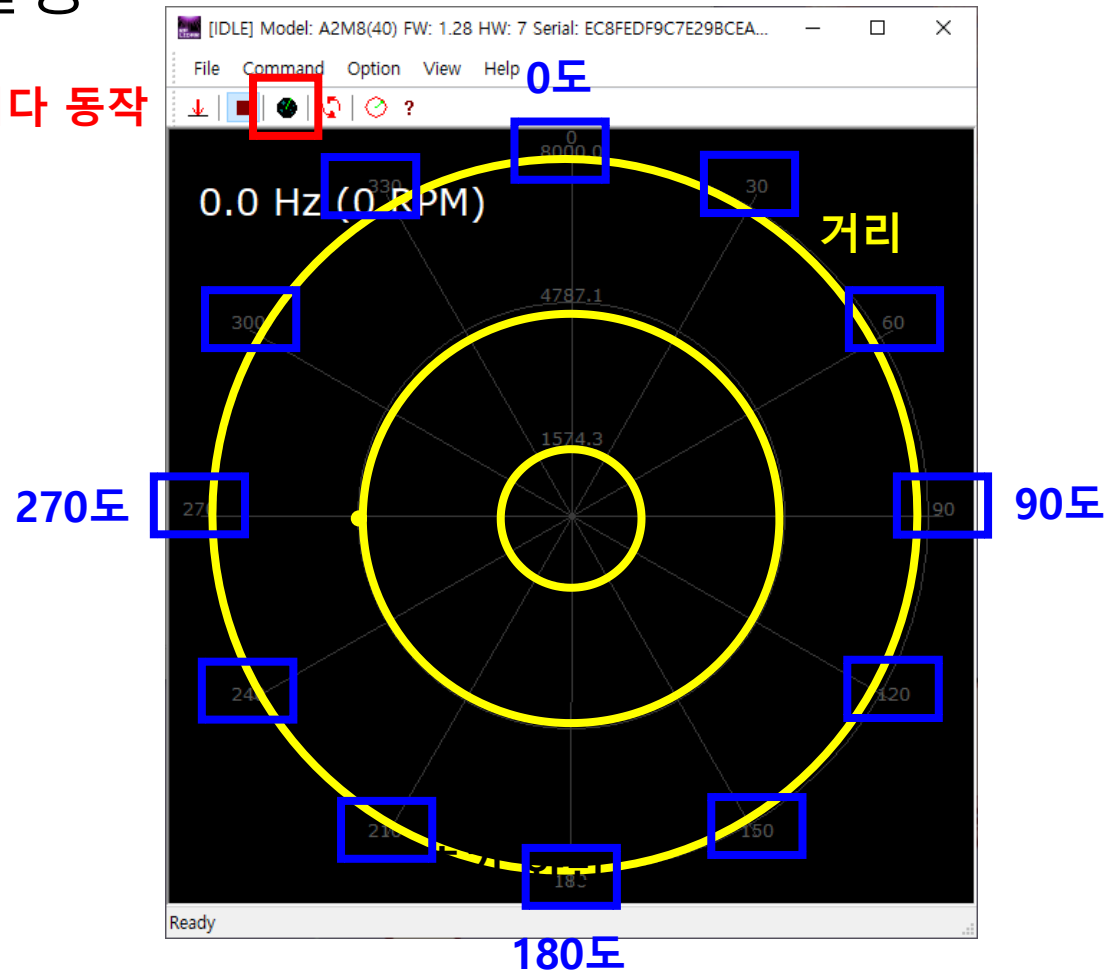 [IDLE] Model: A2M8(40) FW: 1.28 HW: 7 Serial: EC8FEDF9C7E29BCEA...
File Command Option View Help
0도
다 동작
?
0
8000.0
330
30
0.0 Hz (0 RPM)
거리
4787.1
300
60
1574.3
270도
270
90
90도
240
120
210
150
180
Ready
180도